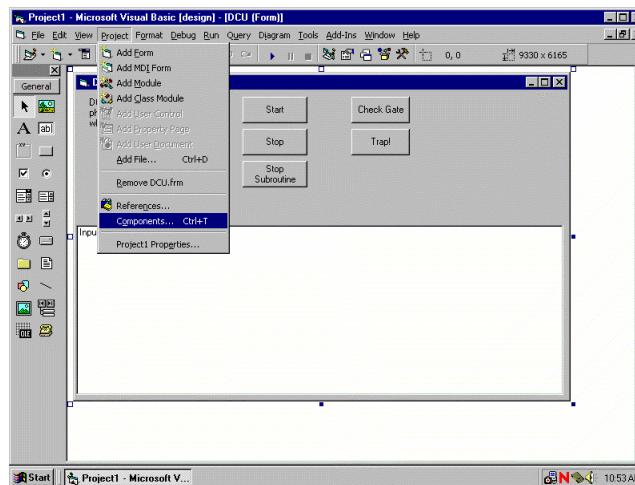 Project1 - Microsoft Visual Basic [design] - [DCU (Form)]
File Edit View Project Format Debug Run Query Diagram Tools Add-Ins Window Help
0, 0 9330 x 6165
General
Add Form
Add MDI Form
Add Module
Add Class Module
Add User Control
Add Property Page
Add User Document
Add File... Ctrl+D
Remove DCU.frm
References...
Components... Ctrl+T
Project1 Properties...
Start Check Gate
Stop Trap!
Stop
Subroutine
A ab|
OLE
Start Project1 - Microsoft V... 10:53 A